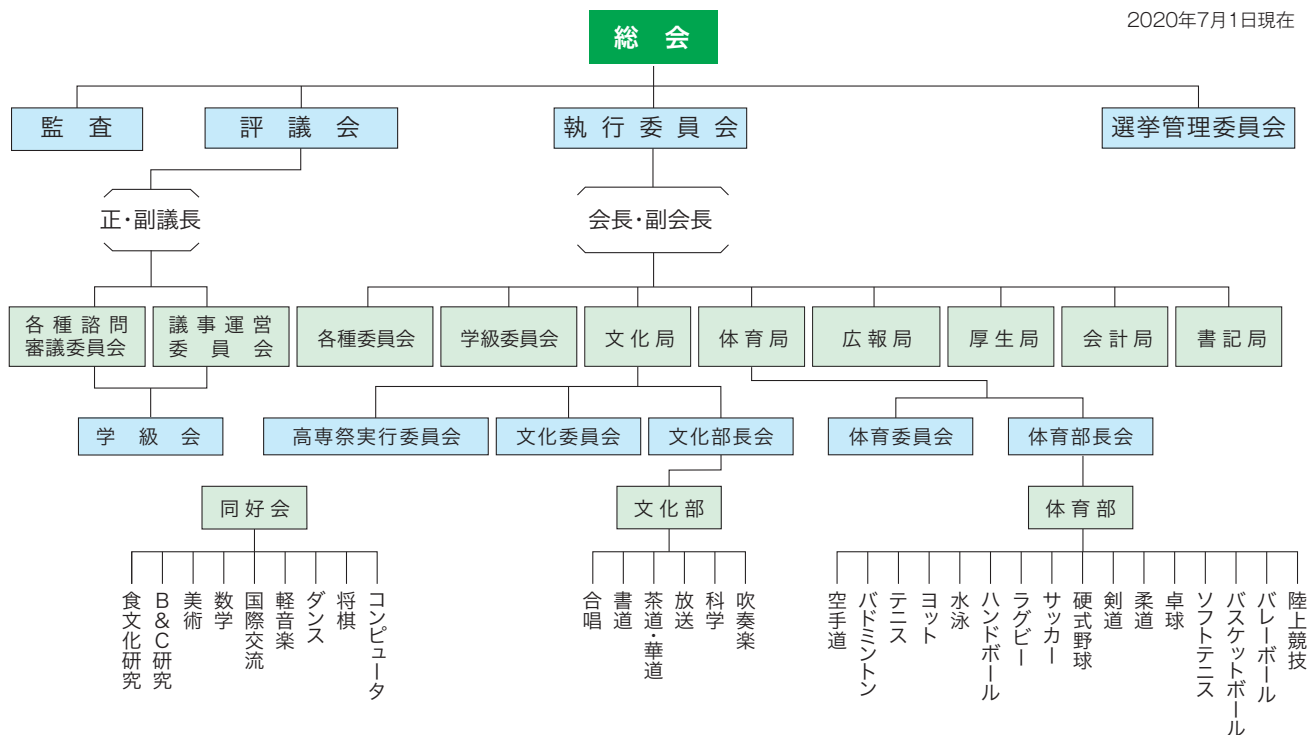 2020年7月1日現在
総会
監査
評議会
執行委員会
選挙管理委員会
正・副議長
会長・副会長
各種諮問
審議委員会
議事運営
委員会
各種委員会
学級委員会
文化局
体育局
広報局
厚生局
会計局
書記局
学級会
高専祭実行委員会
文化委員会
文化部長会
体育委員会
体育部長会
同好会
文化部
体育部
食文化研究
B&C研究
美術
数学
国際交流
軽音楽
ダンス
将棋
コンピュータ
合唱
書道
茶道・華道
放送
科学
吹奏楽
空手道
バドミントン
テニス
ヨット
水泳
ハンドボール
ラグビー
サッカー
硬式野球
剣道
柔道
卓球
ソフトテニス
バスケットボール
バレーボール
陸上競技